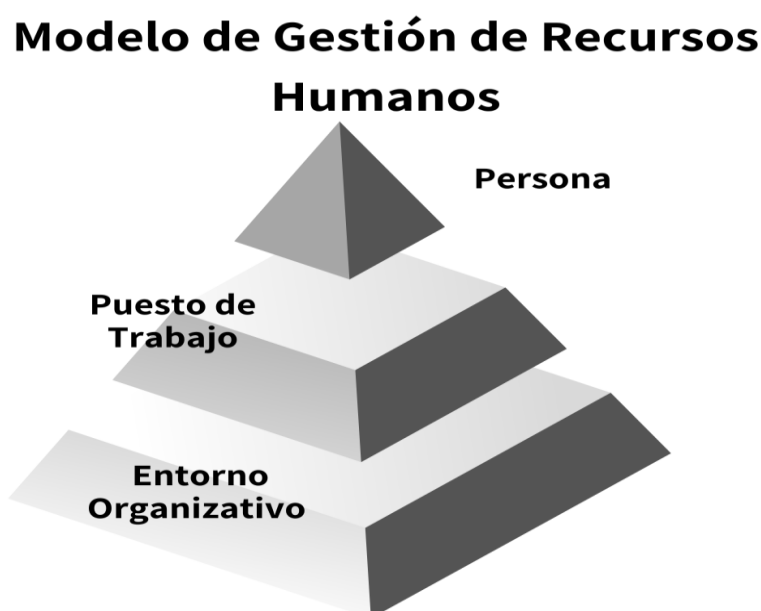 Modelo de Gestión de Recursos
Humanos
Persona
Puesto de
Trabajo
Entorno
Organizativo